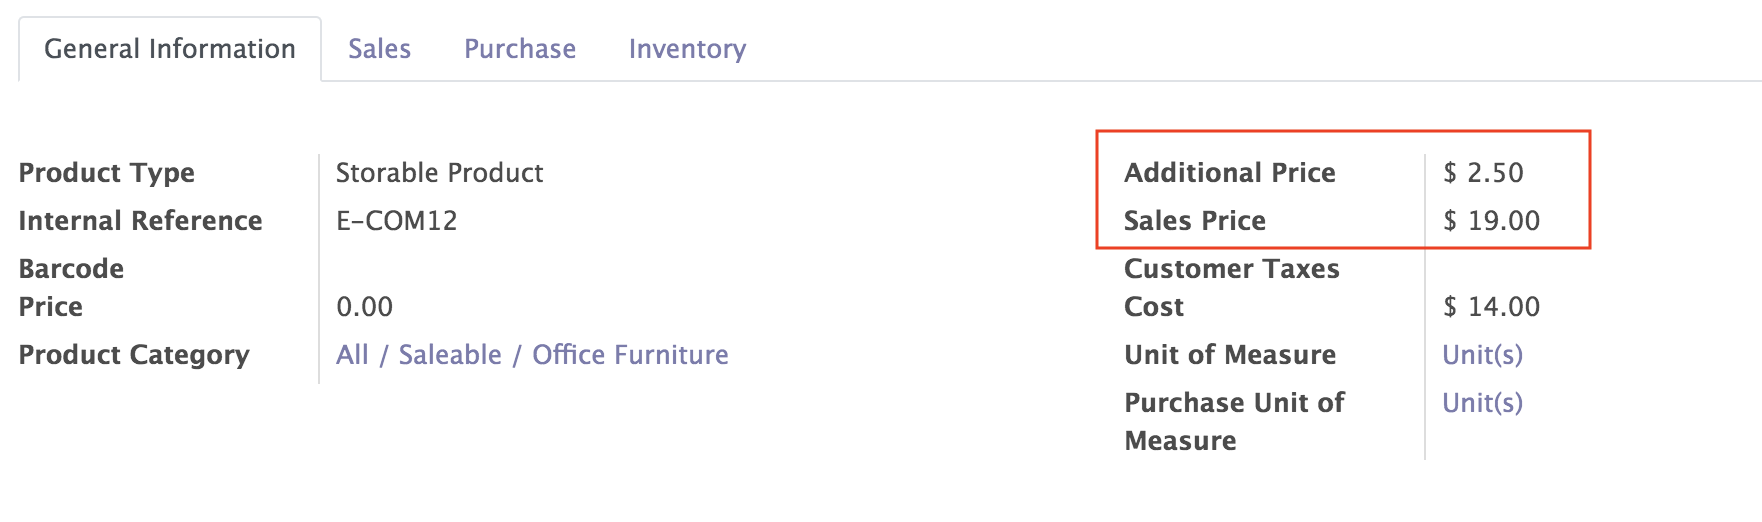 General Information Sales Purchase Inventory
Product Type Storable Product
Internal Reference E-COM12
Barcode
Price 0.00
Product Category All / Saleable / Office Furniture
Additional Price $ 2.50
Sales Price $ 19.00
Customer Taxes
Cost $ 14.00
Unit of Measure Unit(s)
Purchase Unit of Unit(s)
Measure